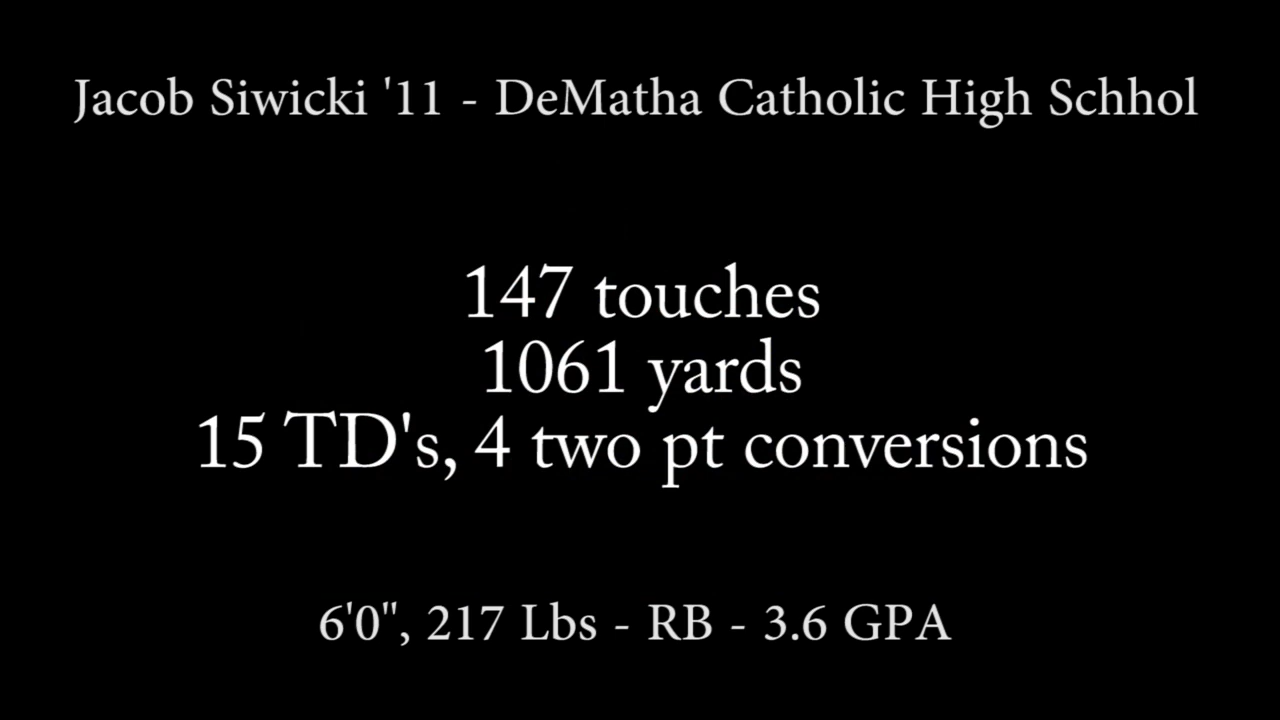 Jacob Siwicki '11 - DeMatha Catholic High Schhol
147 touches
1061 yards
15 TD's, 4 two pt conversions
6'0", 217 Lbs - RB - 3.6 GPA